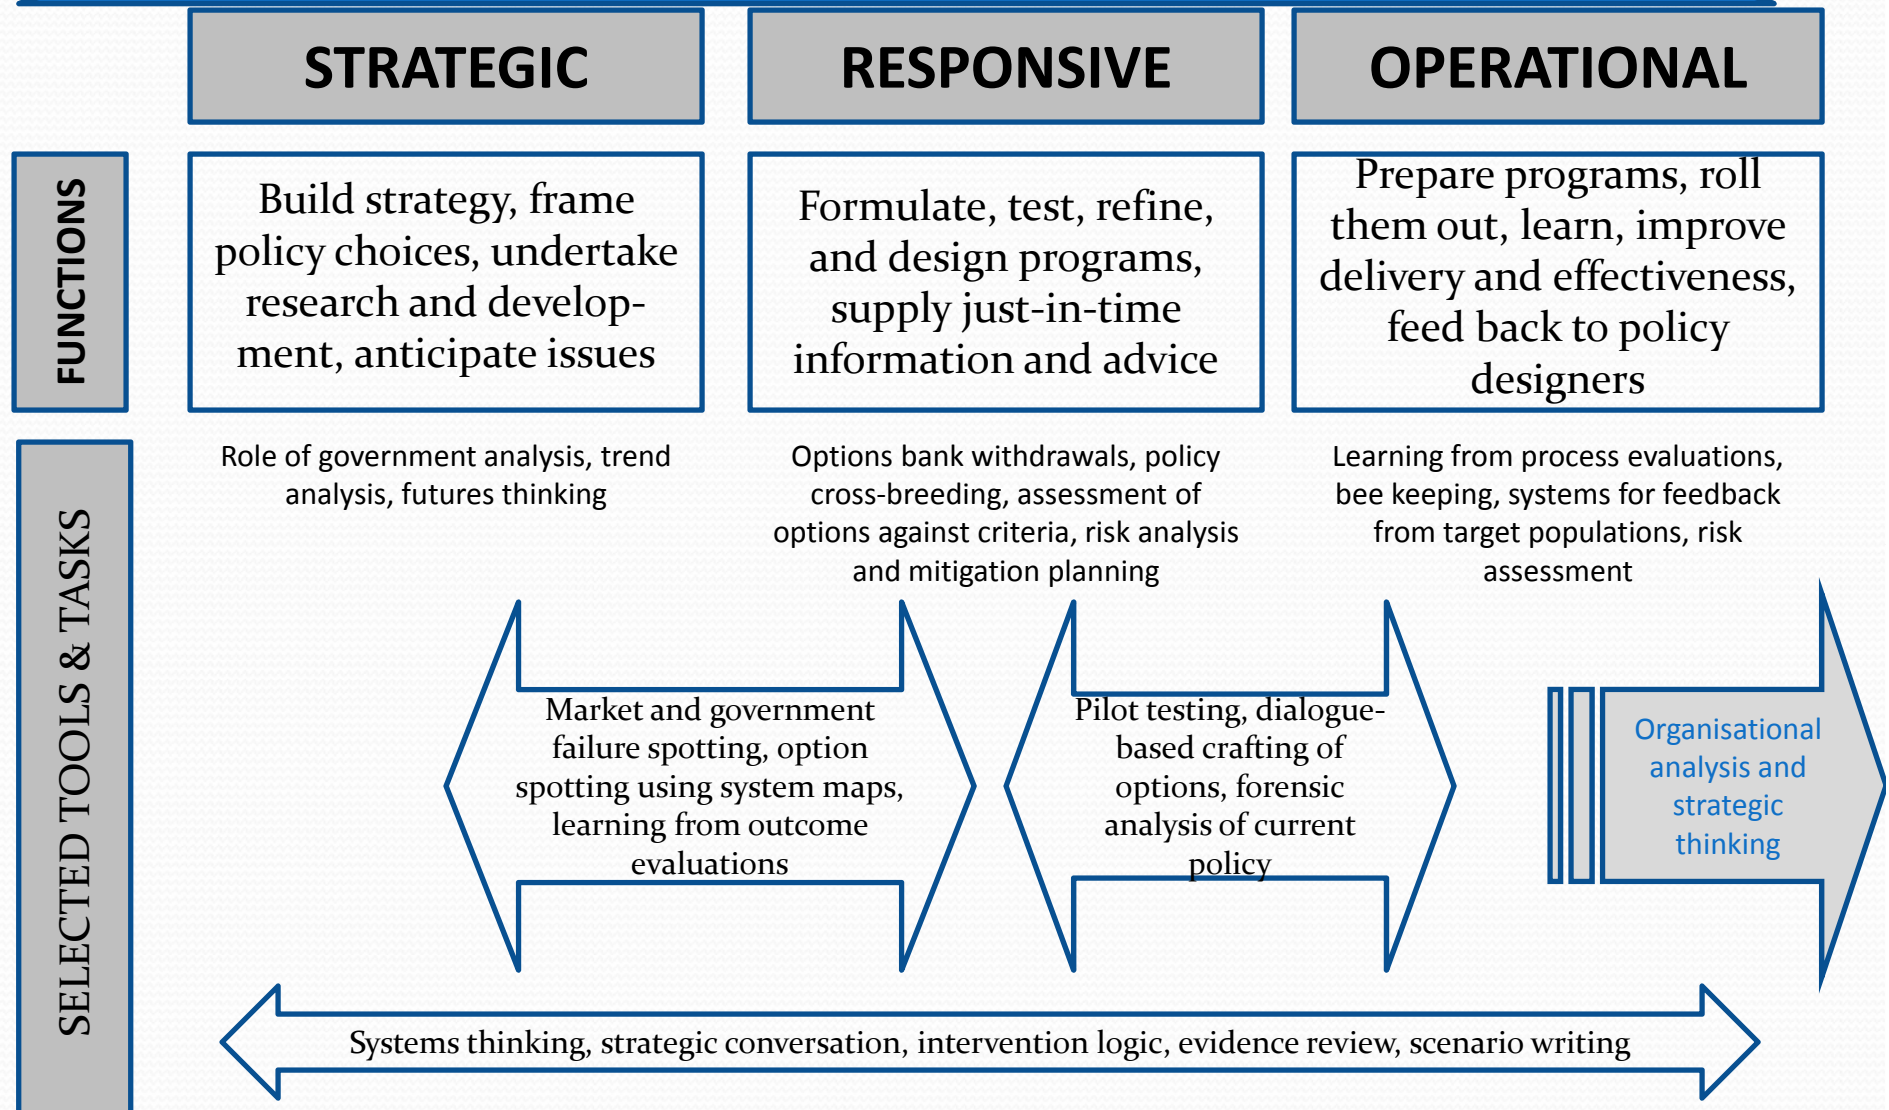 STRATEGIC
RESPONSIVE
OPERATIONAL
FUNCTIONS
Build strategy, frame
policy choices, undertake
research and develop-
ment, anticipate issues
Formulate, test, refine,
and design programs,
supply just-in-time
information and advice
Prepare programs, roll
them out, learn, improve
delivery and effectiveness,
feed back to policy
designers
SELECTED TOOLS & TASKS
Role of government analysis, trend
analysis, futures thinking
Options bank withdrawals, policy
cross-breeding, assessment of
options against criteria, risk analysis
and mitigation planning
Learning from process evaluations,
bee keeping, systems for feedback
from target populations, risk
assessment
Market and government
failure spotting, option
spotting using system maps,
learning from outcome
evaluations
Pilot testing, dialogue-
based crafting of
options, forensic
analysis of current
policy
Organisational
analysis and
strategic
thinking
Systems thinking, strategic conversation, intervention logic, evidence review, scenario writing